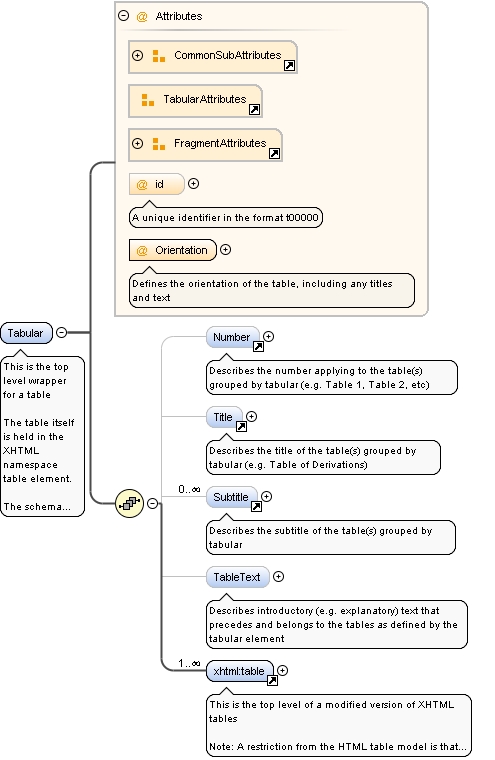 Attributes
CommonSubAttributes
TabularAttributes
FragmentAttributes
id
A unique identifier in the format t00000
Orientation
Defines the orientation of the table, including any titles
and text
Tabular
This is the top
level wrapper
for a table
The table itself
is held in the
XHTML
namespace
table element.
The schema...
Number
Describes the number applying to the table(s)
grouped by tabular (e.g. Table 1, Table 2, etc)
Title
Describes the title of the table(s) grouped by
tabular (e.g. Table of Derivations)
0..∞
Subtitle
Describes the subtitle of the table(s) grouped by
tabular
TableText
Describes introductory (e.g. explanatory) text that
precedes and belongs to the tables as defined by the
tabular element
1..∞
xhtml:table
This is the top level of a modified version of XHTML
tables
Note: A restriction from the HTML table model is that...